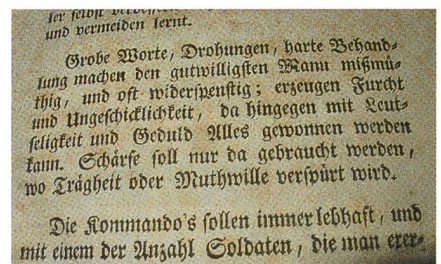 ler selbst
und vermeiden lernt.
Grobe Worte, Drohungen, harte Behand-
lung machen den gutwilligsten Mann mißmü-
thig, und oft widerspenstig; erzeugen Furcht
und Ungeschicklichkeit, da hingegen mit Leut-
seligkeit und Geduld Alles gewonnen werden
kann. Schärfe soll nur da gebraucht werden,
wo Trägheit oder Muthwille verspürt wird.
Die Kommando's sollen immer lebhaft, und
mit einem der Anzahl Soldaten, die man exer-